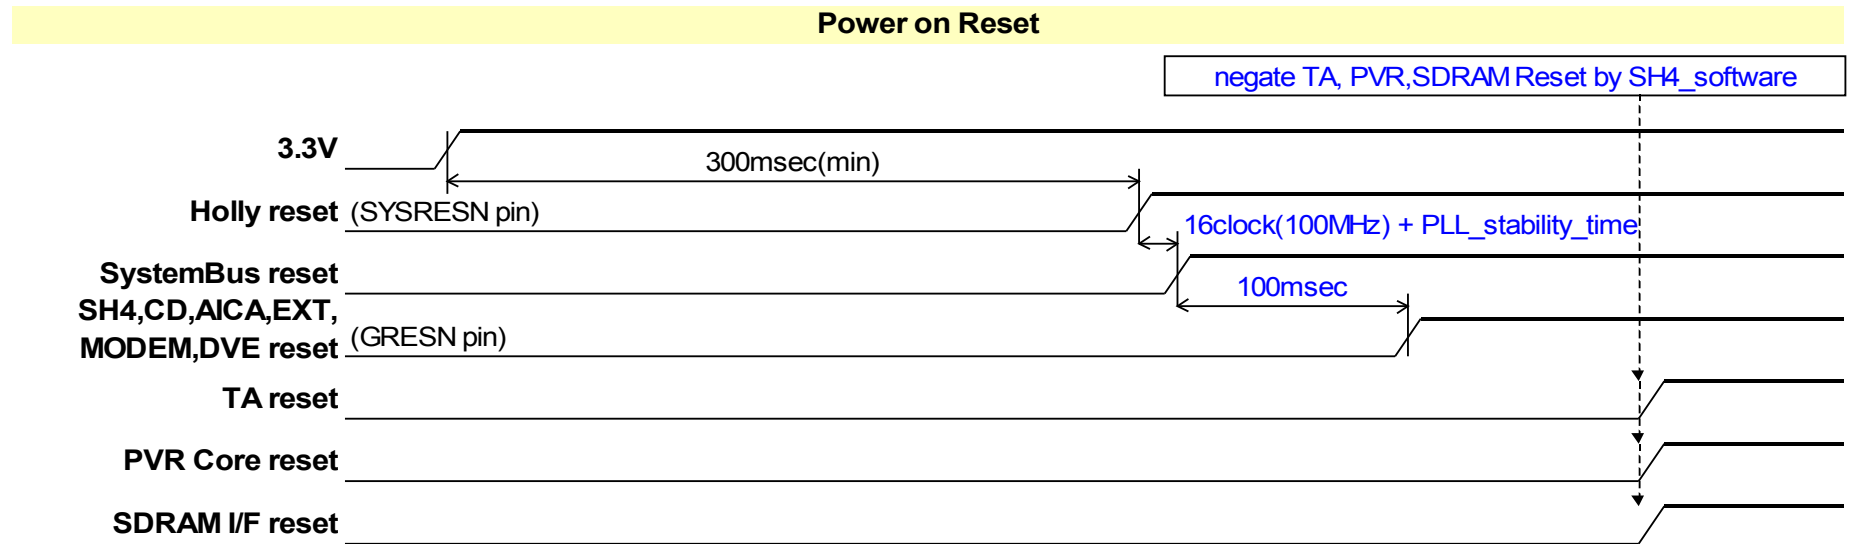 Power on Reset
negate TA, PVR,SDRAM Reset by SH4_software
3.3V
300msec(min)
Holly reset (SYSRESN pin)
16clock(100MHz) + PLL_stability_time
SystemBus reset
100msec
SH4,CD,AICA,EXT,
MODEM,DVE reset (GRESN pin)
TA reset
PVR Core reset
SDRAM I/F reset